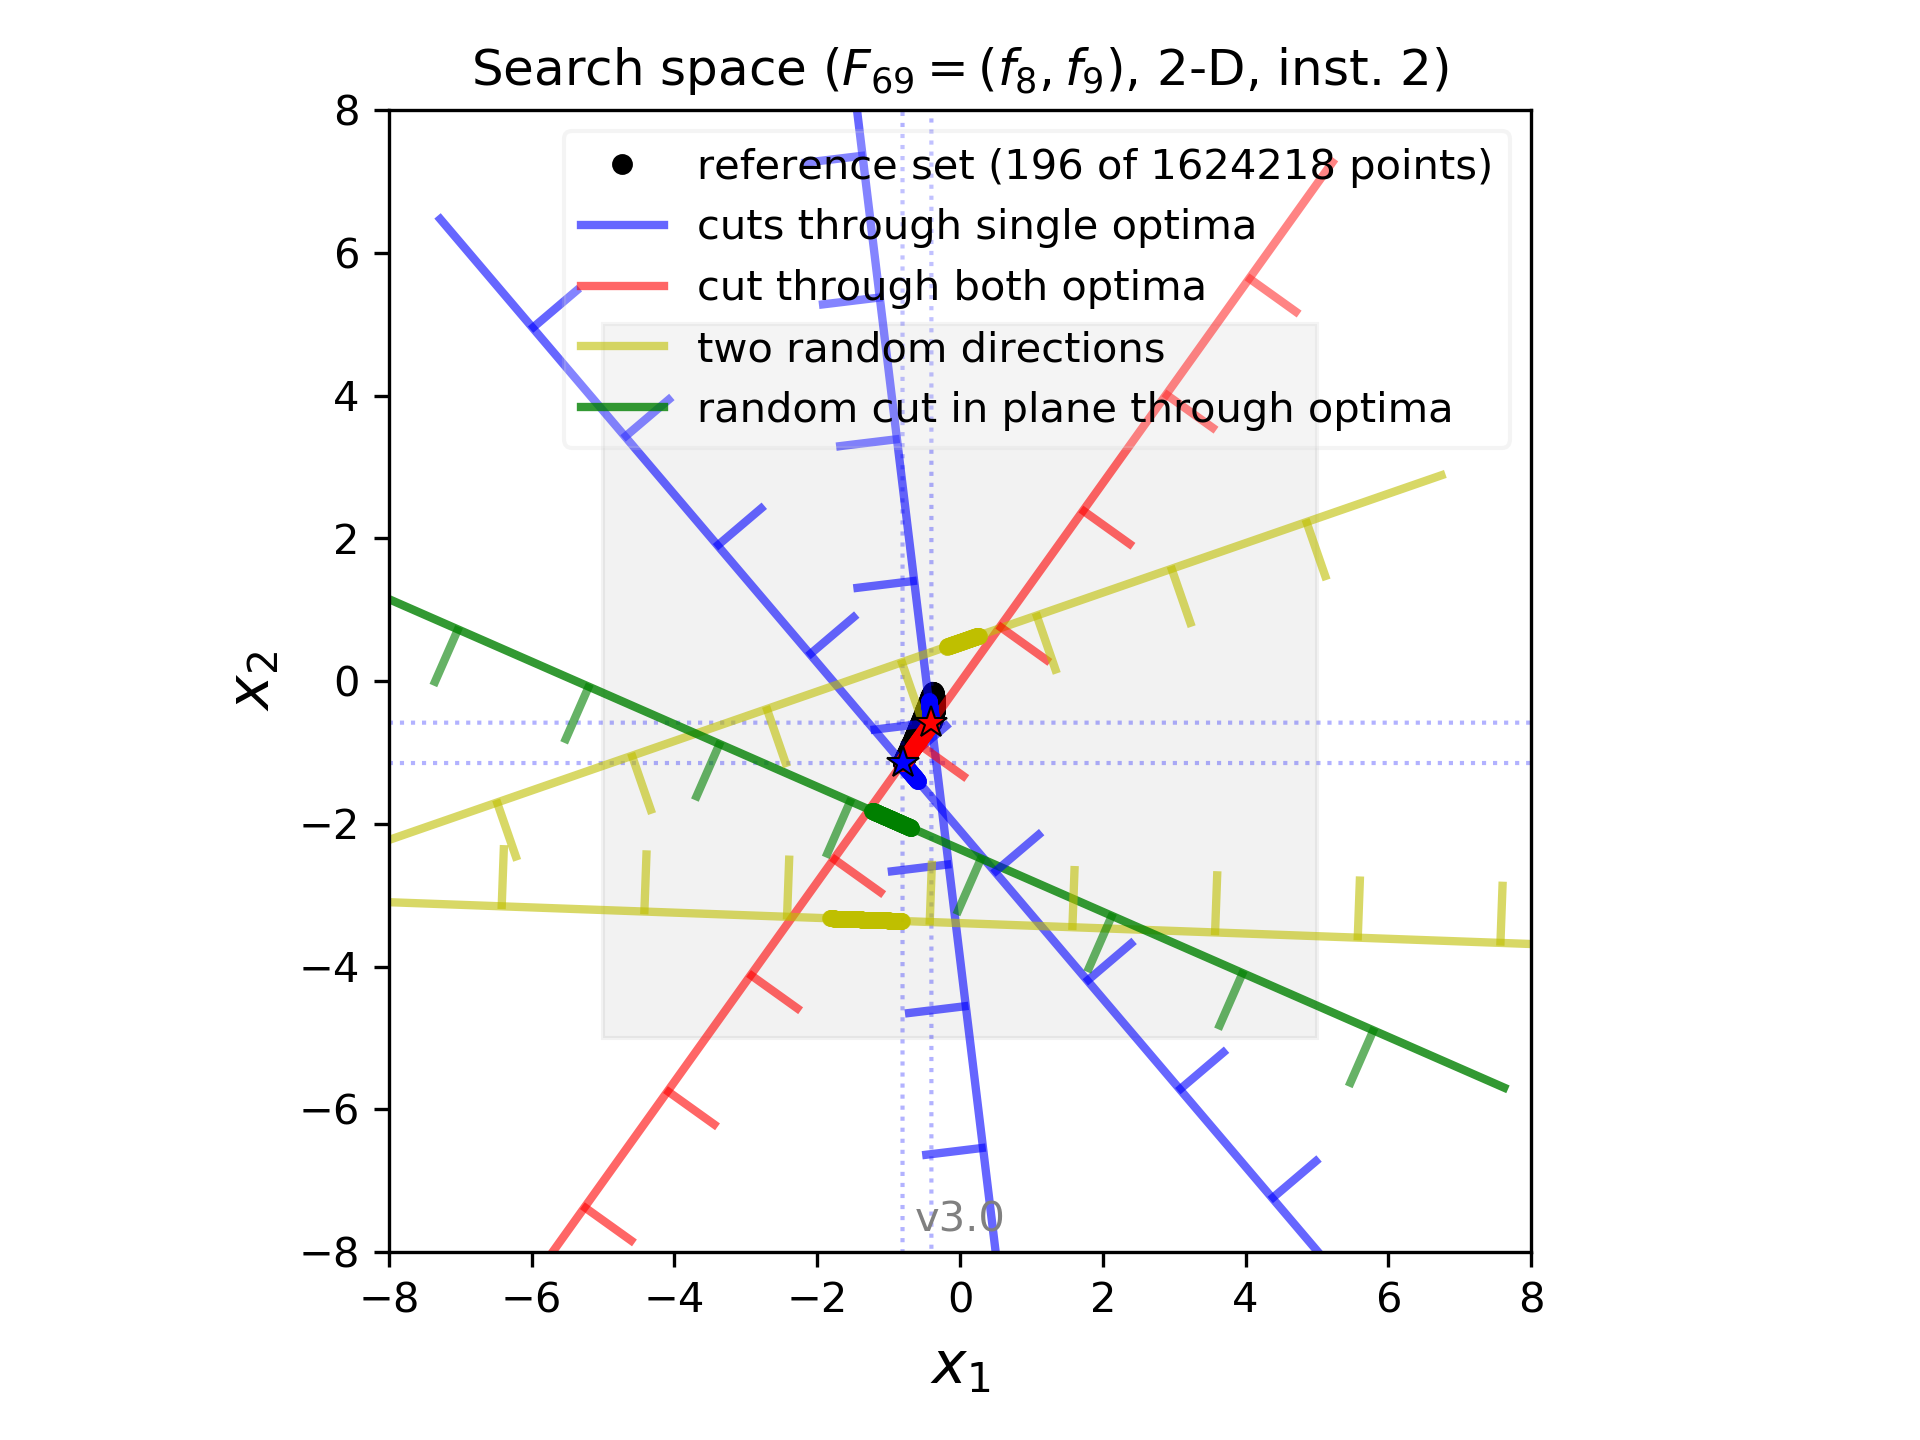 Search space (F₆₉ = (f₈, f₉), 2-D, inst. 2)
reference set (196 of 1624218 points)
cuts through single optima
cut through both optima
two random directions
random cut in plane through optima
8
6
4
2
0
−2
−4
−6
−8
x₂
v3.0
−8 −6 −4 −2 0 2 4 6 8
x₁